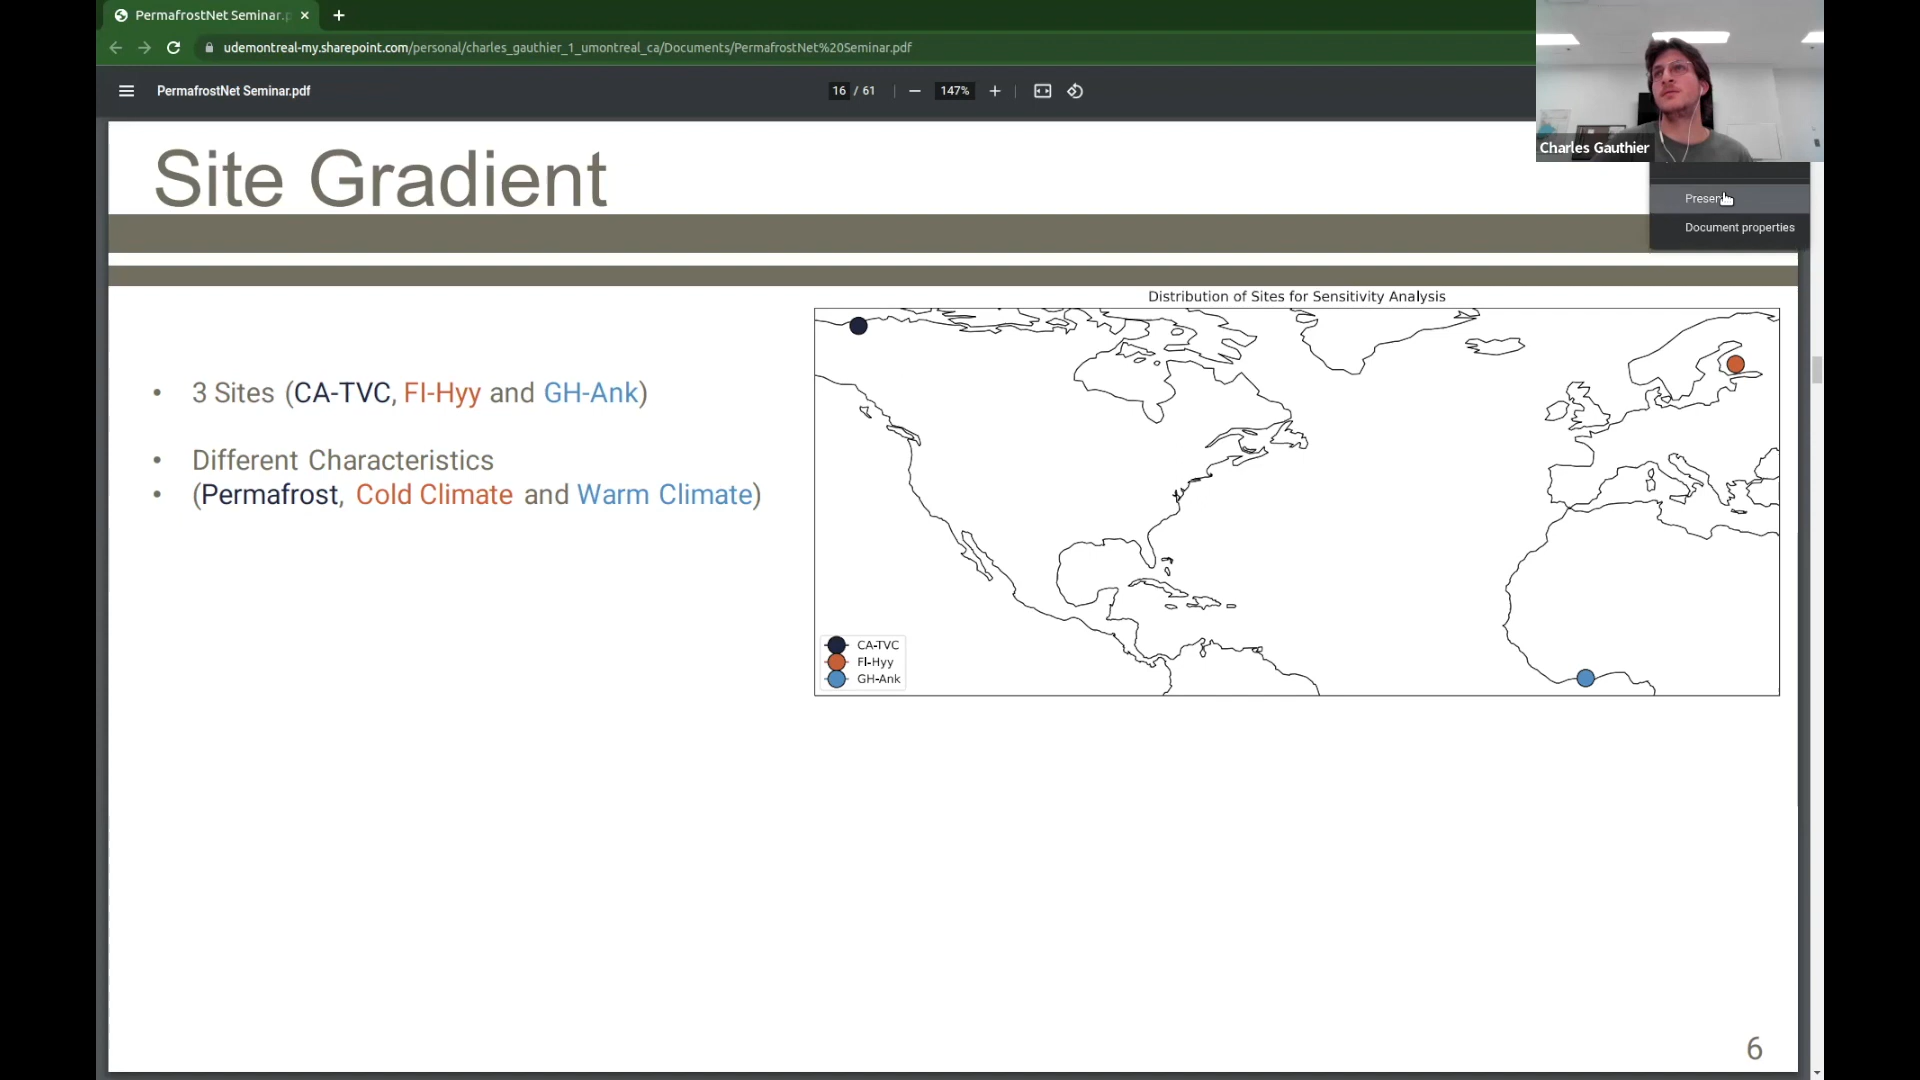 PermafrostNet Seminar.p
udemontreal-my.sharepoint.com/personal/charles_gauthier_1_umontreal_ca/Documents/PermafrostNet%20Seminar.pdf
PermafrostNet Seminar.pdf
16 / 61
147%
Charles Gauthier
Document properties
Site Gradient
• 3 Sites (CA-TVC, FI-Hyy and GH-Ank)
• Different Characteristics
• (Permafrost, Cold Climate and Warm Climate)
Distribution of Sites for Sensitivity Analysis
CA-TVC
FI-Hyy
GH-Ank
6